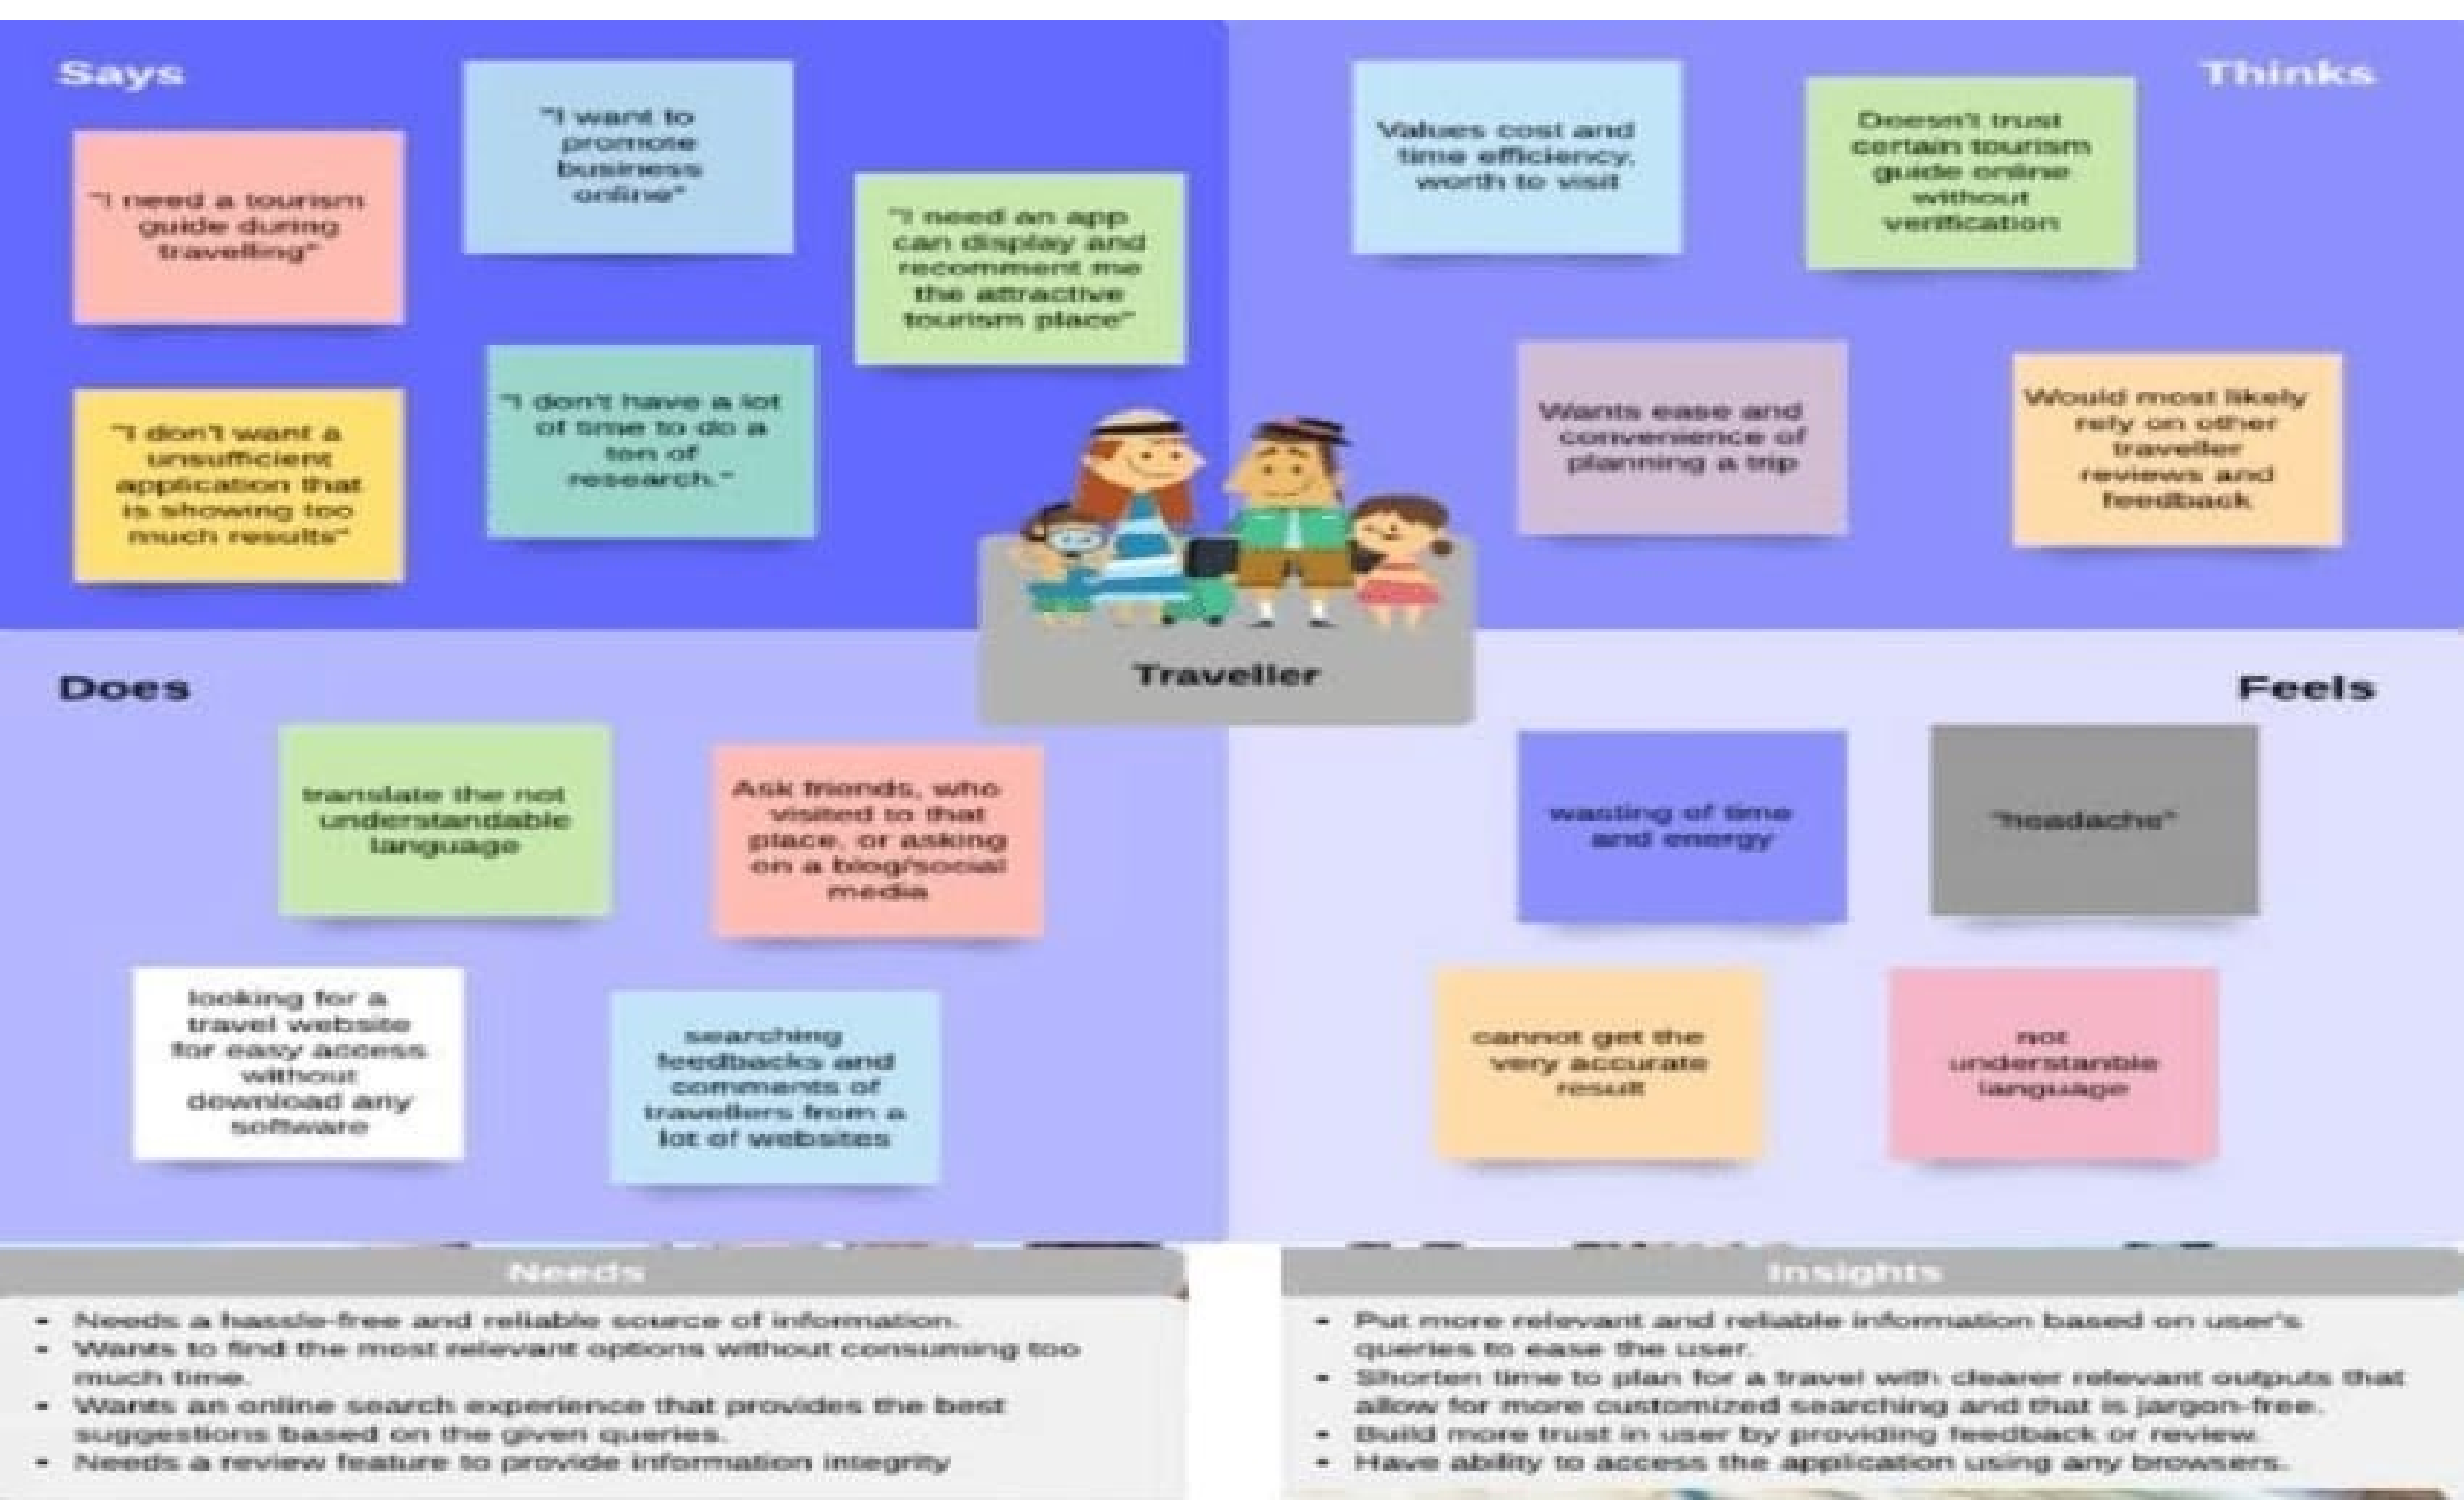 Says
"I want to
promote
business
online"
"I need a tourism
guide during
travelling"
"I need an app
can display and
recomment me
the attractive
tourism place"
"I don't want a
unsufficient
application that
is showing too
much results"
"I don't have a lot
of time to do a
ton of
research."
Thinks
Values cost and
time efficiency,
worth to visit
Doesn't trust
certain tourism
guide online
without
verification
Wants ease and
convenience of
planning a trip
Would most likely
rely on other
traveller
reviews and
feedback
Traveller
Does
translate the not
understandable
language
Ask friends, who
visited to that
place, or asking
on a blog/social
media
looking for a
travel website
for easy access
without
download any
software
searching
feedbacks and
comments of
travellers from a
lot of websites
Feels
wasting of time
and energy
"headache"
cannot get the
very accurate
result
not
understanble
language
Needs
• Needs a hassle-free and reliable source of information.
• Wants to find the most relevant options without consuming too
much time.
• Wants an online search experience that provides the best
suggestions based on the given queries.
• Needs a review feature to provide information integrity
Insights
• Put more relevant and reliable information based on user's
queries to ease the user.
• Shorten time to plan for a travel with clearer relevant outputs that
allow for more customized searching and that is jargon-free.
• Build more trust in user by providing feedback or review.
• Have ability to access the application using any browsers.